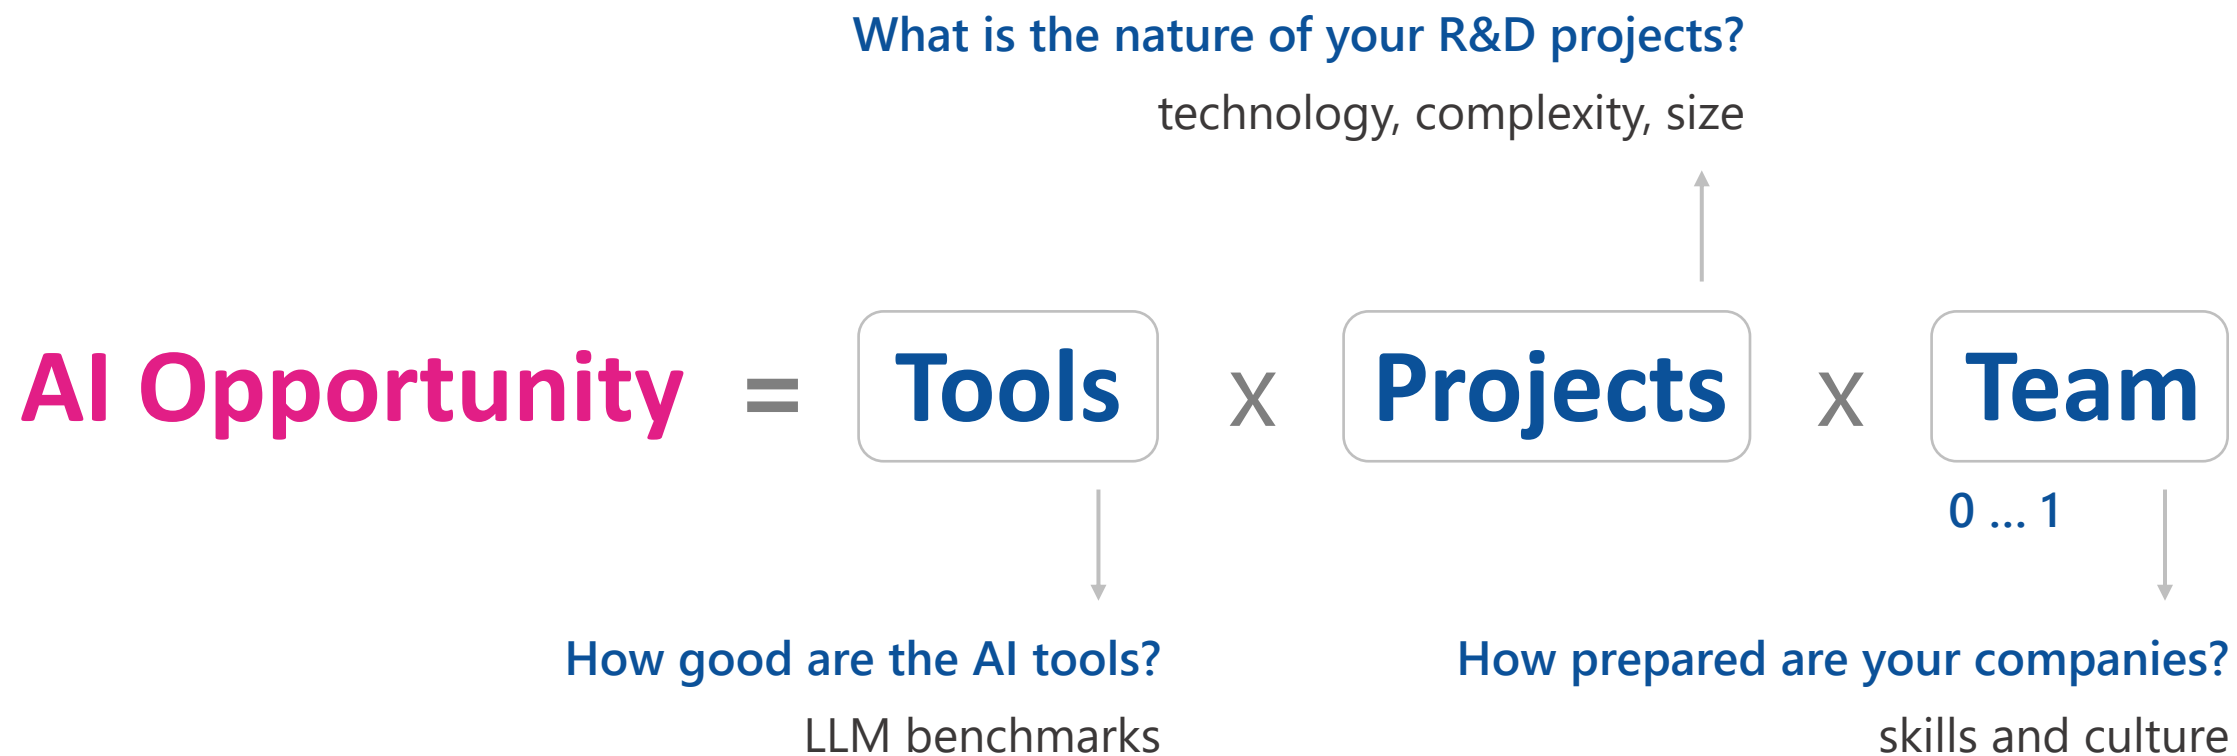 What is the nature of your R&D projects?
technology, complexity, size
AI Opportunity = Tools x Projects x Team
0 ... 1
How good are the AI tools?
LLM benchmarks
How prepared are your companies?
skills and culture